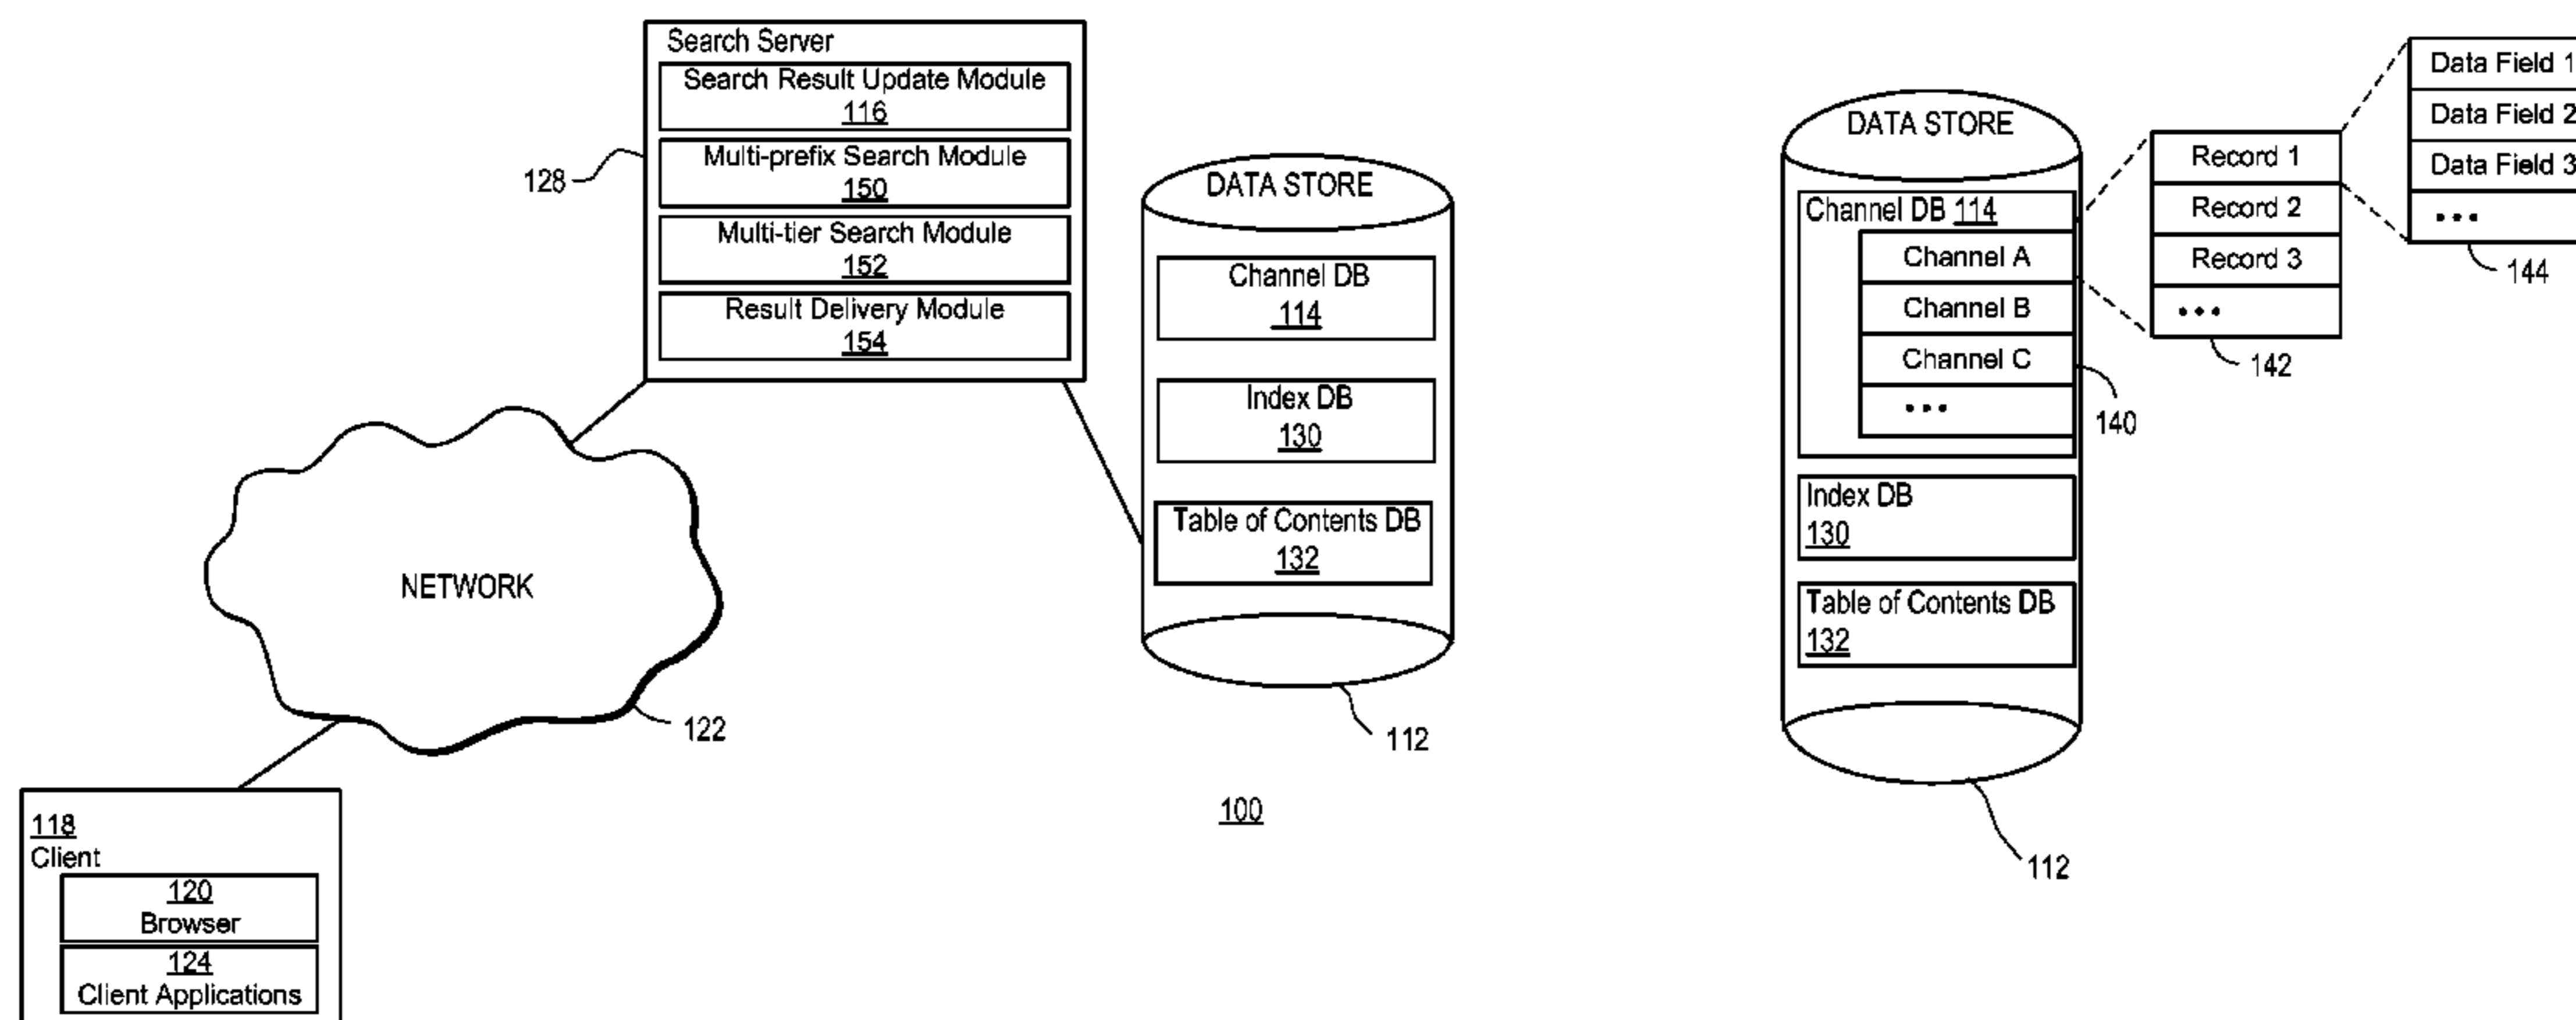 Search Server
Search Result Update Module
116
Multi-prefix Search Module
150
Multi-tier Search Module
152
Result Delivery Module
154
128
DATA STORE
Channel DB
114
Index DB
130
Table of Contents DB
132
112
NETWORK
122
118
Client
120
Browser
124
Client Applications
100
DATA STORE
Channel DB 114
Channel A
Channel B
Channel C
•••
140
Index DB
130
Table of Contents DB
132
112
Record 1
Record 2
Record 3
•••
142
Data Field 1
Data Field 2
Data Field 3
•••
144